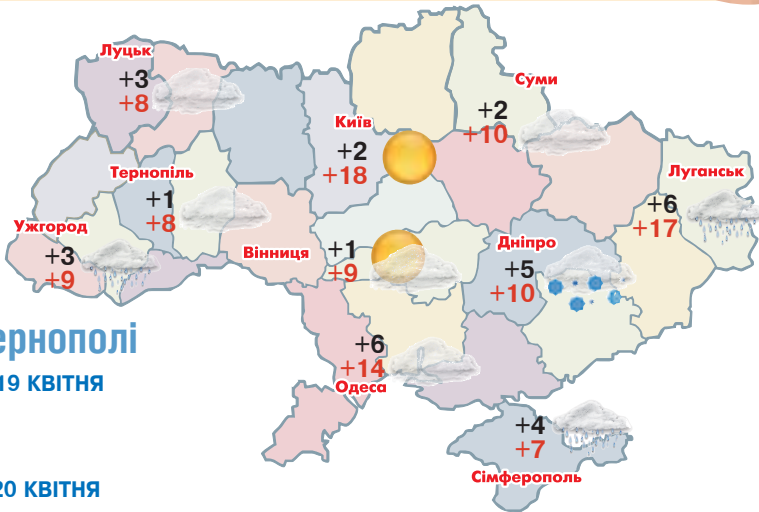 Луцьк
+3
+8
Суми
+2
+10
Київ
+2
+18
Тернопіль
+1
+8
Луганськ
+6
+17
Ужгород
+3
+9
Вінниця
+1
+9
Дніпро
+5
+10
ернополі
19 КВІТНЯ
+6
+14
Одеса
+4
+7
Сімферополь
20 КВІТНЯ